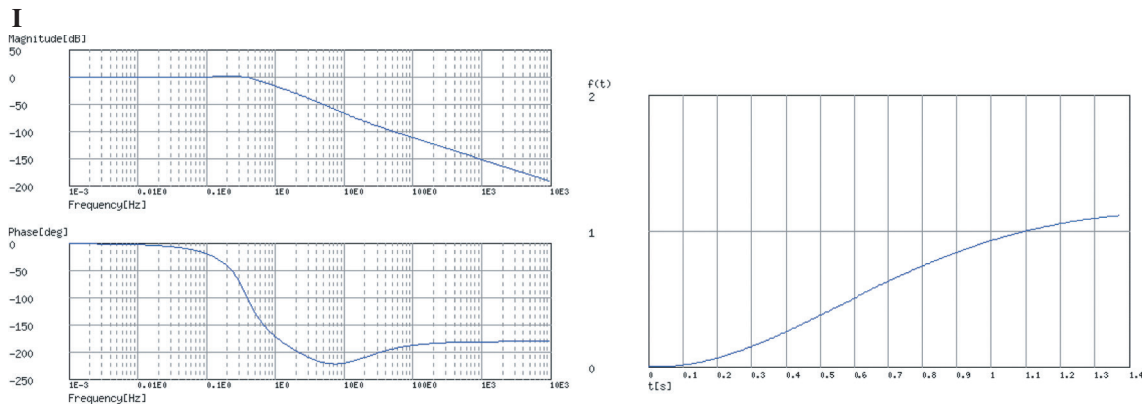 I
Magnitude[dB]
50
0
-50
-100
-150
-200
1E-3 0.01E0 0.1E0 1E0 10E0 100E0 1E3 10E3
Frequency[Hz]
Phase[deg]
0
-50
-100
-150
-200
-250
1E-3 0.01E0 0.1E0 1E0 10E0 100E0 1E3 10E3
Frequency[Hz]
f(t)
2
1
0
0 0.1 0.2 0.3 0.4 0.5 0.6 0.7 0.8 0.9 1 1.1 1.2 1.3 1.4
t[s]